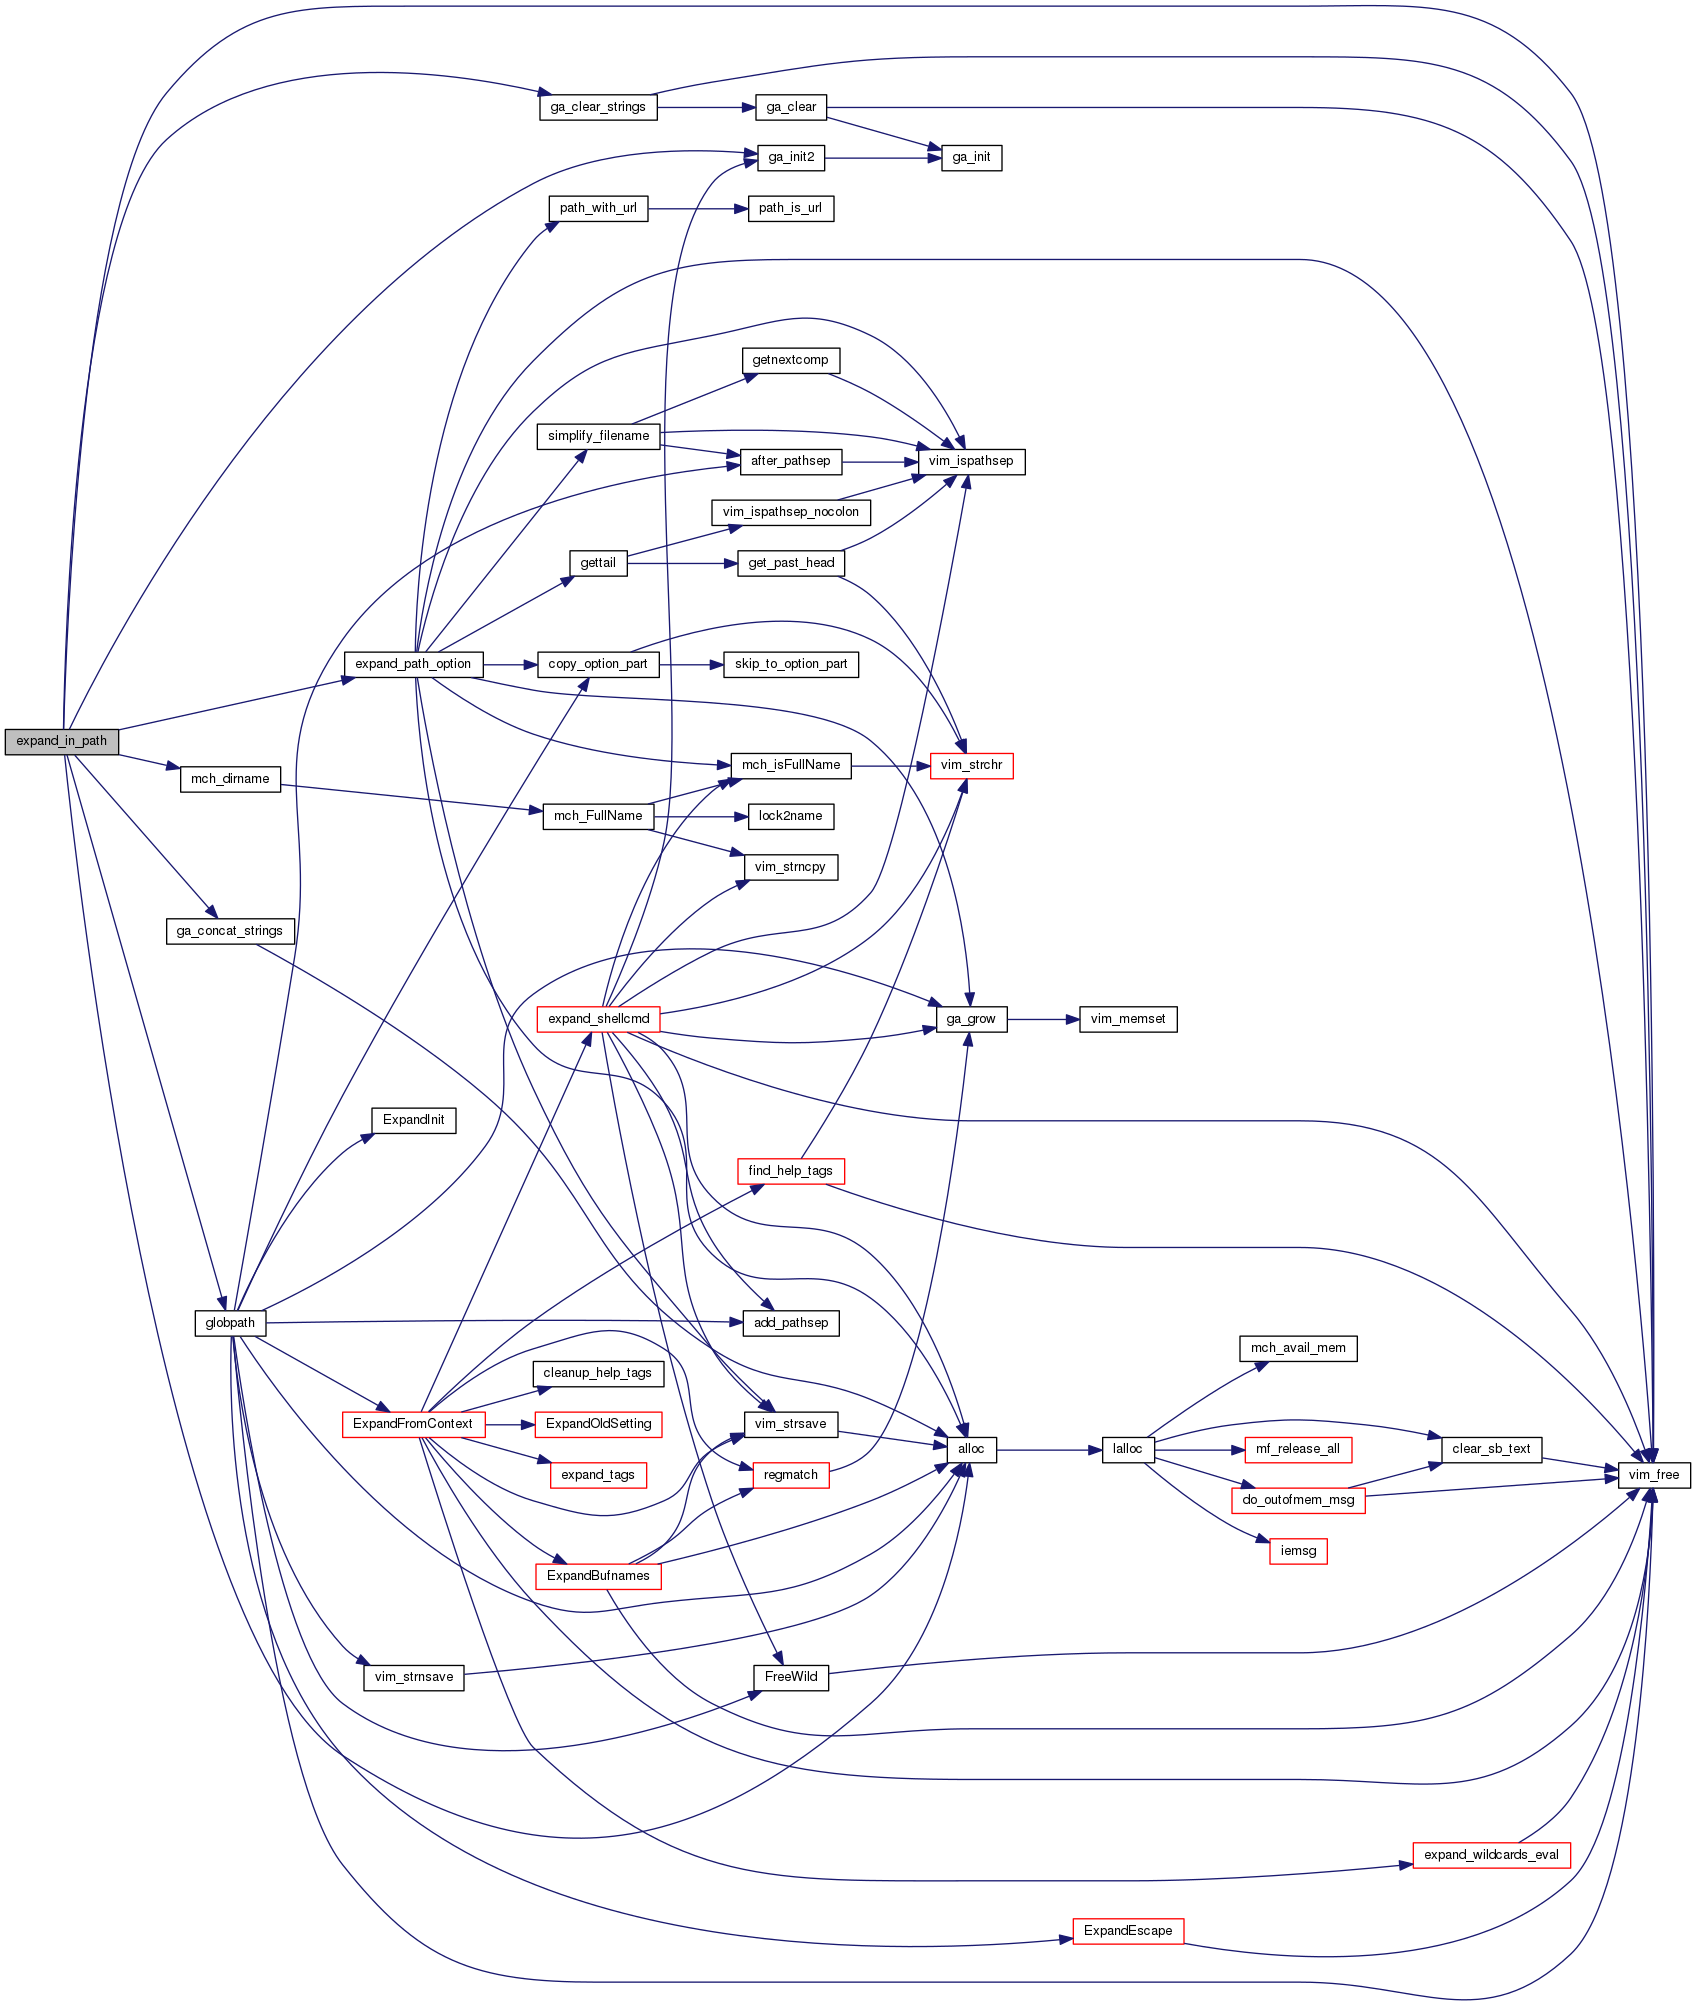 ga_clear_strings
ga_clear
ga_init2
ga_init
path_with_url
path_is_url
getnextcomp
simplify_filename
after_pathsep
vim_ispathsep
vim_ispathsep_nocolon
gettail
get_past_head
expand_path_option
copy_option_part
skip_to_option_part
expand_in_path
mch_dirname
mch_isFullName
vim_strchr
mch_FullName
lock2name
vim_strncpy
ga_concat_strings
expand_shellcmd
ga_grow
vim_memset
ExpandInit
find_help_tags
globpath
add_pathsep
mch_avail_mem
cleanup_help_tags
ExpandFromContext
ExpandOldSetting
vim_strsave
alloc
lalloc
mf_release_all
clear_sb_text
expand_tags
regmatch
vim_free
do_outofmem_msg
iemsg
ExpandBufnames
vim_strnsave
FreeWild
expand_wildcards_eval
ExpandEscape